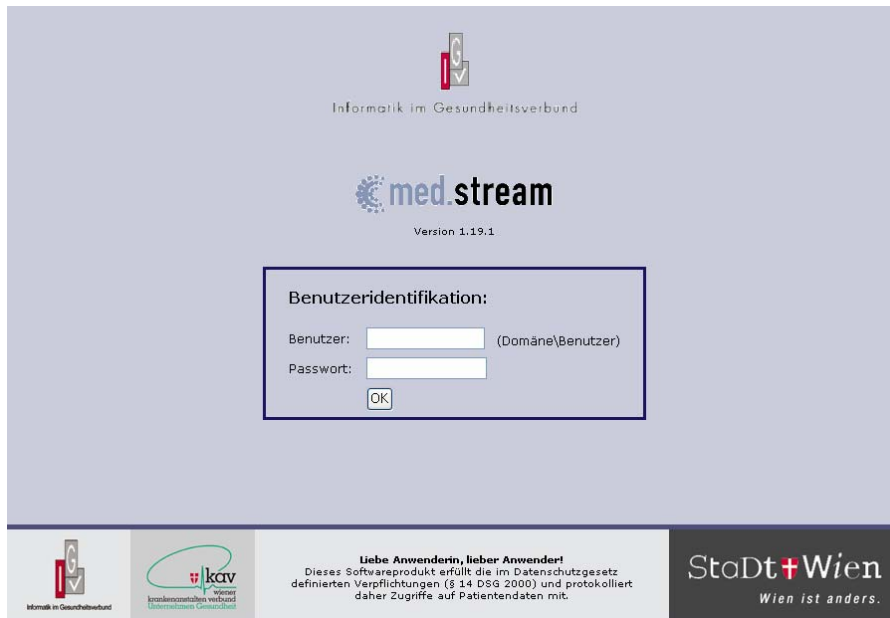 IGV
Informatik im Gesundheitsverbund
med.stream
Version 1.19.1
Benutzeridentifikation:
Benutzer: (Domäne\Benutzer)
Passwort:
OK
IGV
Informatik im Gesundheitsverbund
kav
wiener
krankenanstalten verbund
Unternehmen Gesundheit
Liebe Anwenderin, lieber Anwender!
Dieses Softwareprodukt erfüllt die im Datenschutzgesetz
definierten Verpflichtungen (§ 14 DSG 2000) und protokolliert
daher Zugriffe auf Patientendaten mit.
StaDt Wien
Wien ist anders.